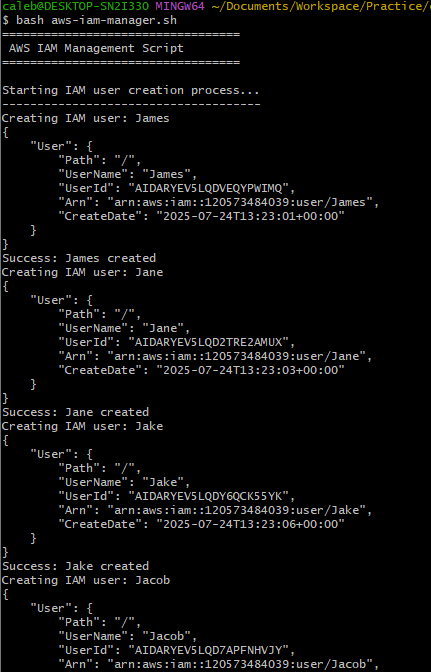 caleb@DESKTOP-SN2I33O MINGW64 ~/Documents/Workspace/Practice/
$ bash aws-iam-manager.sh
==================================
 AWS IAM Management Script
==================================
Starting IAM user creation process...
-------------------------------------
Creating IAM user: James
{
    "User": {
        "Path": "/",
        "UserName": "James",
        "UserId": "AIDARYEV5LQDVEQYPWIMQ",
        "Arn": "arn:aws:iam::120573484039:user/James",
        "CreateDate": "2025-07-24T13:23:01+00:00"
    }
}
Success: James created
Creating IAM user: Jane
{
    "User": {
        "Path": "/",
        "UserName": "Jane",
        "UserId": "AIDARYEV5LQD2TRE2AMUX",
        "Arn": "arn:aws:iam::120573484039:user/Jane",
        "CreateDate": "2025-07-24T13:23:03+00:00"
    }
}
Success: Jane created
Creating IAM user: Jake
{
    "User": {
        "Path": "/",
        "UserName": "Jake",
        "UserId": "AIDARYEV5LQDY6QCK55YK",
        "Arn": "arn:aws:iam::120573484039:user/Jake",
        "CreateDate": "2025-07-24T13:23:06+00:00"
    }
}
Success: Jake created
Creating IAM user: Jacob
{
    "User": {
        "Path": "/",
        "UserName": "Jacob",
        "UserId": "AIDARYEV5LQD7APFNHVJY",
        "Arn": "arn:aws:iam::120573484039:user/Jacob",